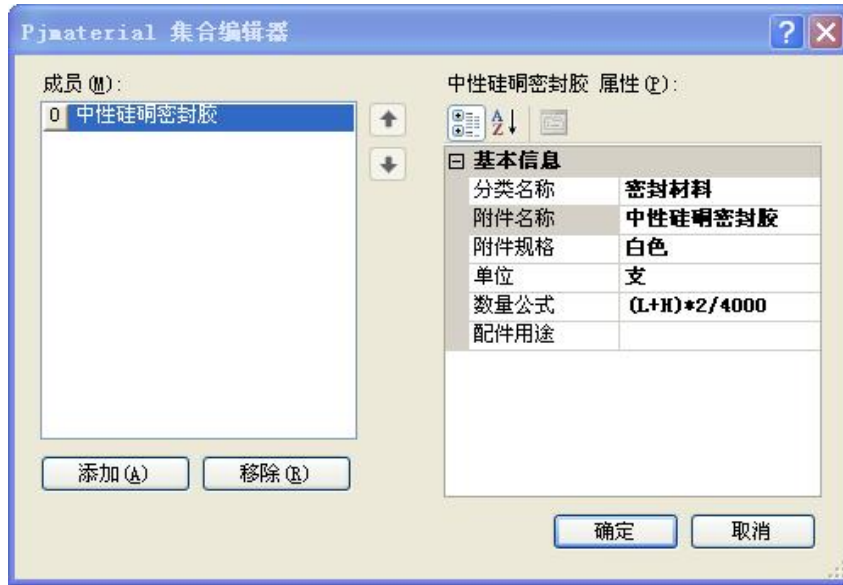 Pjmaterial 集合编辑器
成员(M):
0 中性硅硐密封胶
添加(A)
移除(R)
中性硅硐密封胶 属性(P):
基本信息
分类名称 密封材料
附件名称 中性硅硐密封胶
附件规格 白色
单位 支
数量公式 (L+H)*2/4000
配件用途
确定
取消